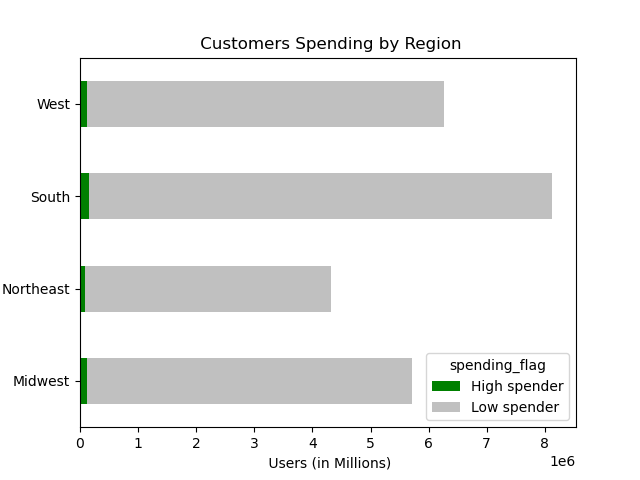 Customers Spending by Region
West
South
Northeast
Midwest
spending_flag
High spender
Low spender
0 1 2 3 4 5 6 7 8
1e6
Users (in Millions)